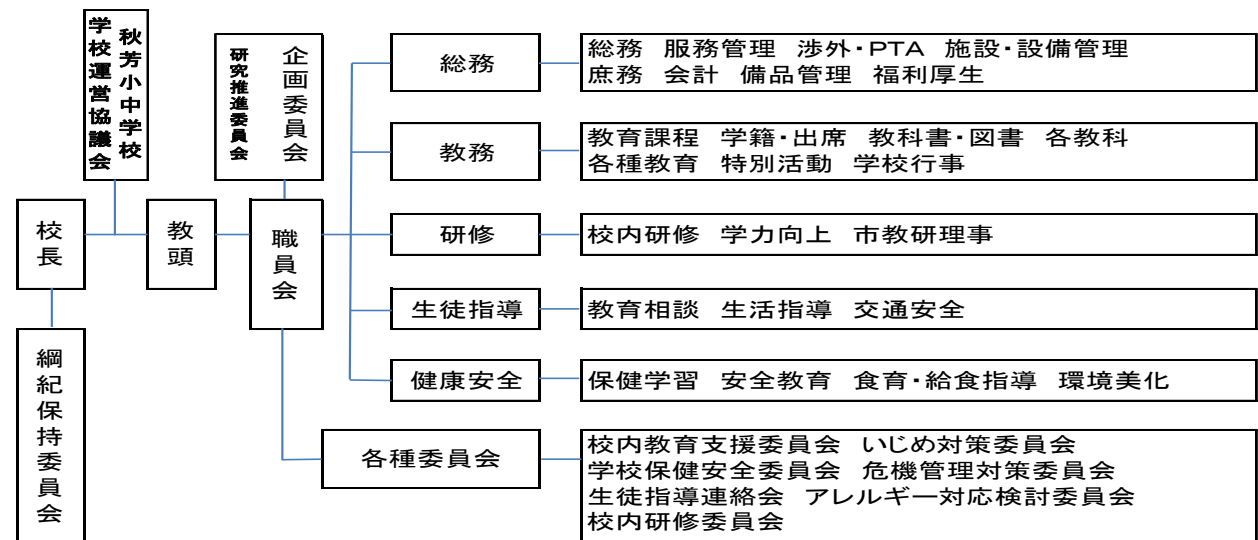 秋芳小中学校
学校運営協議会
企画委員会
研究推進委員会
校長
教頭
職員会
綱紀保持委員会
総務
総務 服務管理 渉外・PTA 施設・設備管理
庶務 会計 備品管理 福利厚生
教務
教育課程 学籍・出席 教科書・図書 各教科
各種教育 特別活動 学校行事
研修
校内研修 学力向上 市教研理事
生徒指導
教育相談 生活指導 交通安全
健康安全
保健学習 安全教育 食育・給食指導 環境美化
各種委員会
校内教育支援委員会 いじめ対策委員会
学校保健安全委員会 危機管理対策委員会
生徒指導連絡会 アレルギー対応検討委員会
校内研修委員会